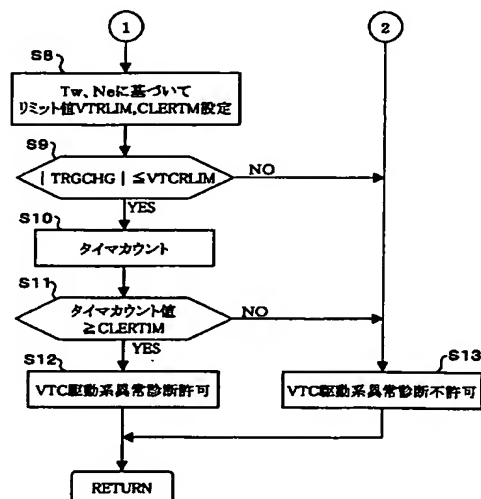 1
2
S8
Tw、Neに基づいて
リミット値VTRLIM,CLERTM設定
S9
| TRGCHG | ≦VTCRLIM
NO
YES
S10
タイマカウント
S11
タイマカウント値
≧CLERTIM
NO
YES
S12
VTC駆動系異常診断許可
S13
VTC駆動系異常診断不許可
RETURN